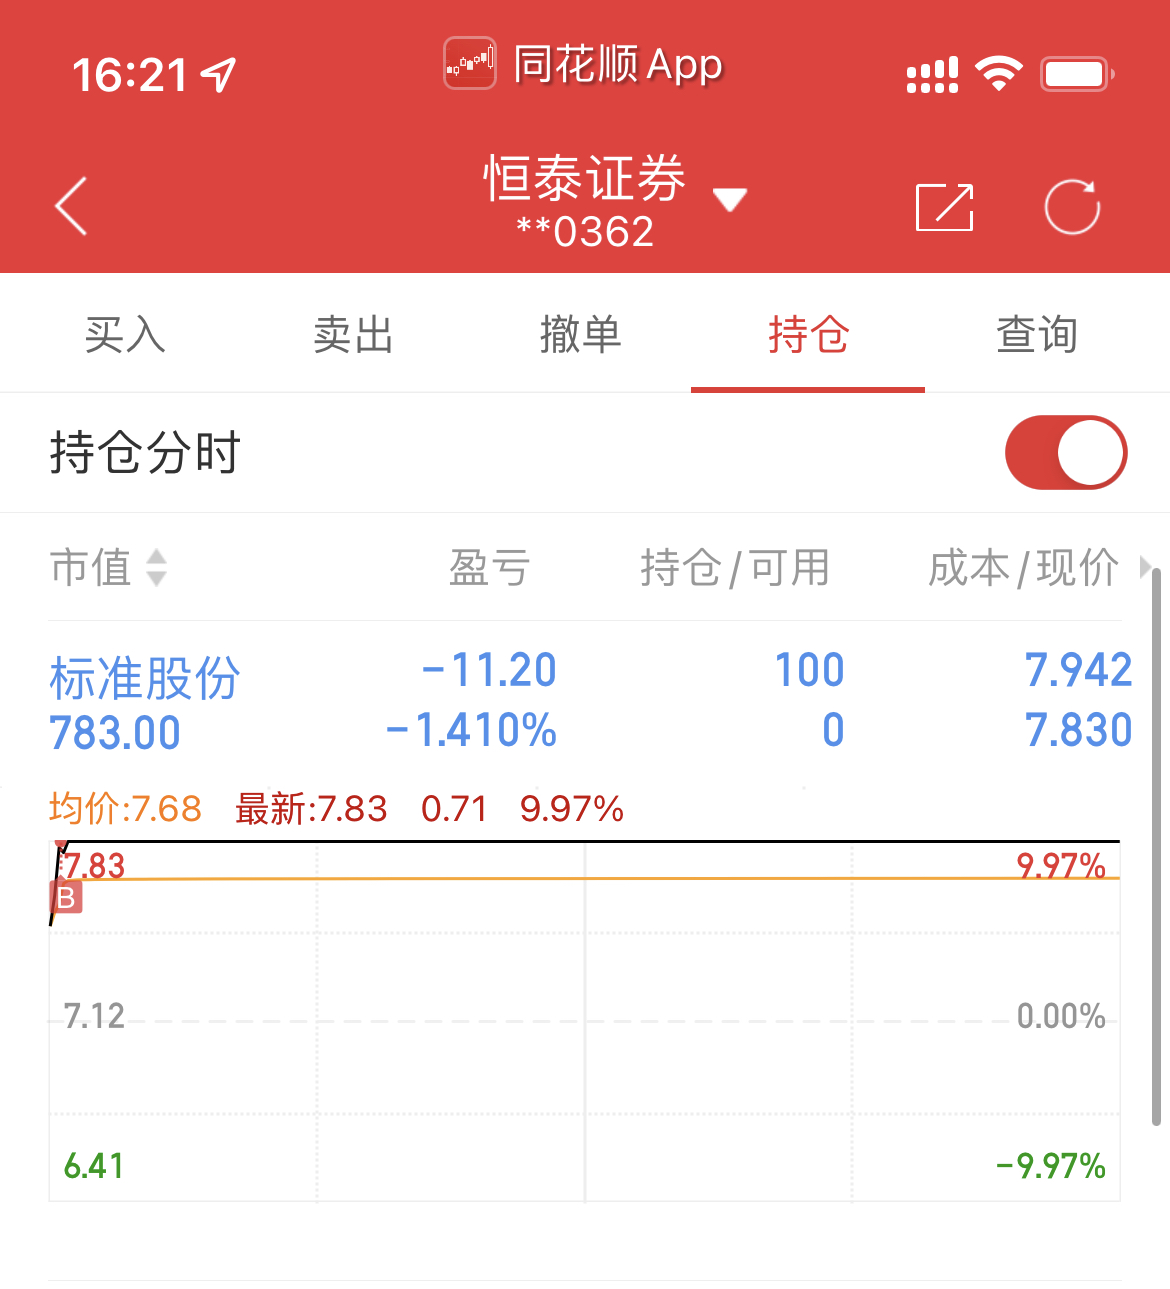 16:21
同花顺 App
恒泰证券
**0362
买入 卖出 撤单 持仓 查询
持仓分时
市值 盈亏 持仓/可用 成本/现价
标准股份 -11.20 100 7.942
783.00 -1.410% 0 7.830
均价:7.68 最新:7.83 0.71 9.97%
7.83 9.97%
B
7.12 0.00%
6.41 -9.97%